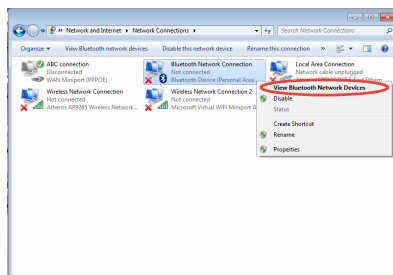 « Network and Internet ▸ Network Connections ▸
Search Network Connections
Organize ▾ View Bluetooth network devices Disable this network device Rename this connection »
ABC connection
Disconnected
WAN Miniport (PPPOE)
Bluetooth Network Connection
Not connected
Bluetooth Device (Personal Area
Local Area Connection
Network cable unplugged
Wireless Network Connection
Not connected
Atheros AR9285 Wireless Network...
Wireless Network Connection 2
Not connected
Microsoft Virtual WiFi Miniport A
View Bluetooth Network Devices
Disable
Status
Create Shortcut
Rename
Properties